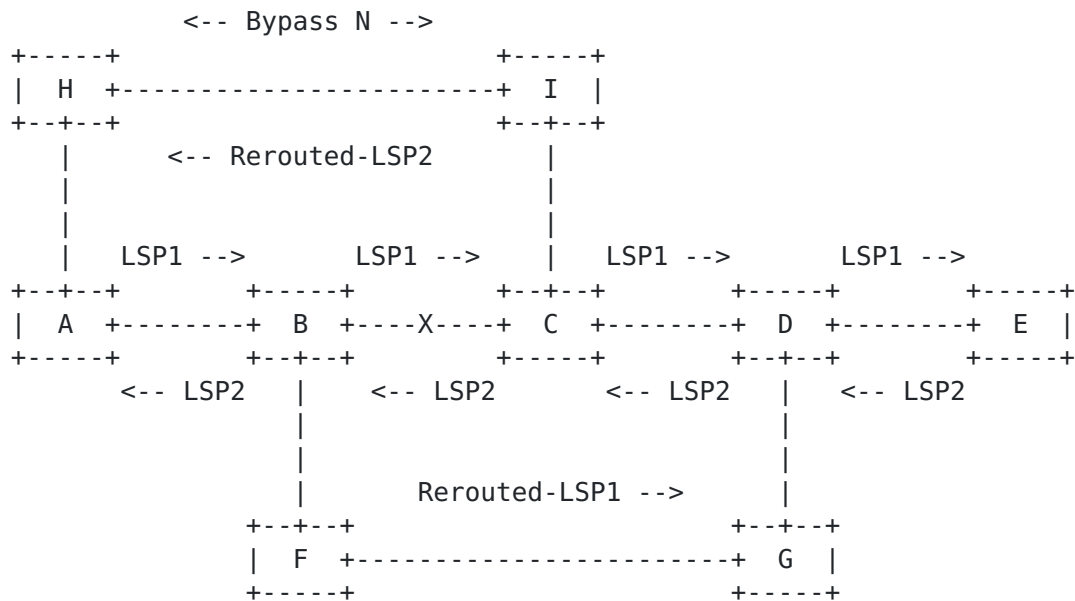 <-- Bypass N -->
+-----+                        +-----+
|  H  +------------------------+  I  |
+--+--+                        +--+--+
   |      <-- Rerouted-LSP2       |
   |                              |
   |                              |
   |   LSP1 -->       LSP1 -->    |   LSP1 -->       LSP1 -->
+--+--+        +-----+         +--+--+        +-----+        +-----+
|  A  +--------+  B  +----X----+  C  +--------+  D  +--------+  E  |
+-----+        +--+--+         +-----+        +--+--+        +-----+
       <-- LSP2   |    <-- LSP2       <-- LSP2   |   <-- LSP2
                  |                              |
                  |                              |
                  |       Rerouted-LSP1 -->      |
               +--+--+                        +--+--+
               |  F  +------------------------+  G  |
               +-----+                        +-----+